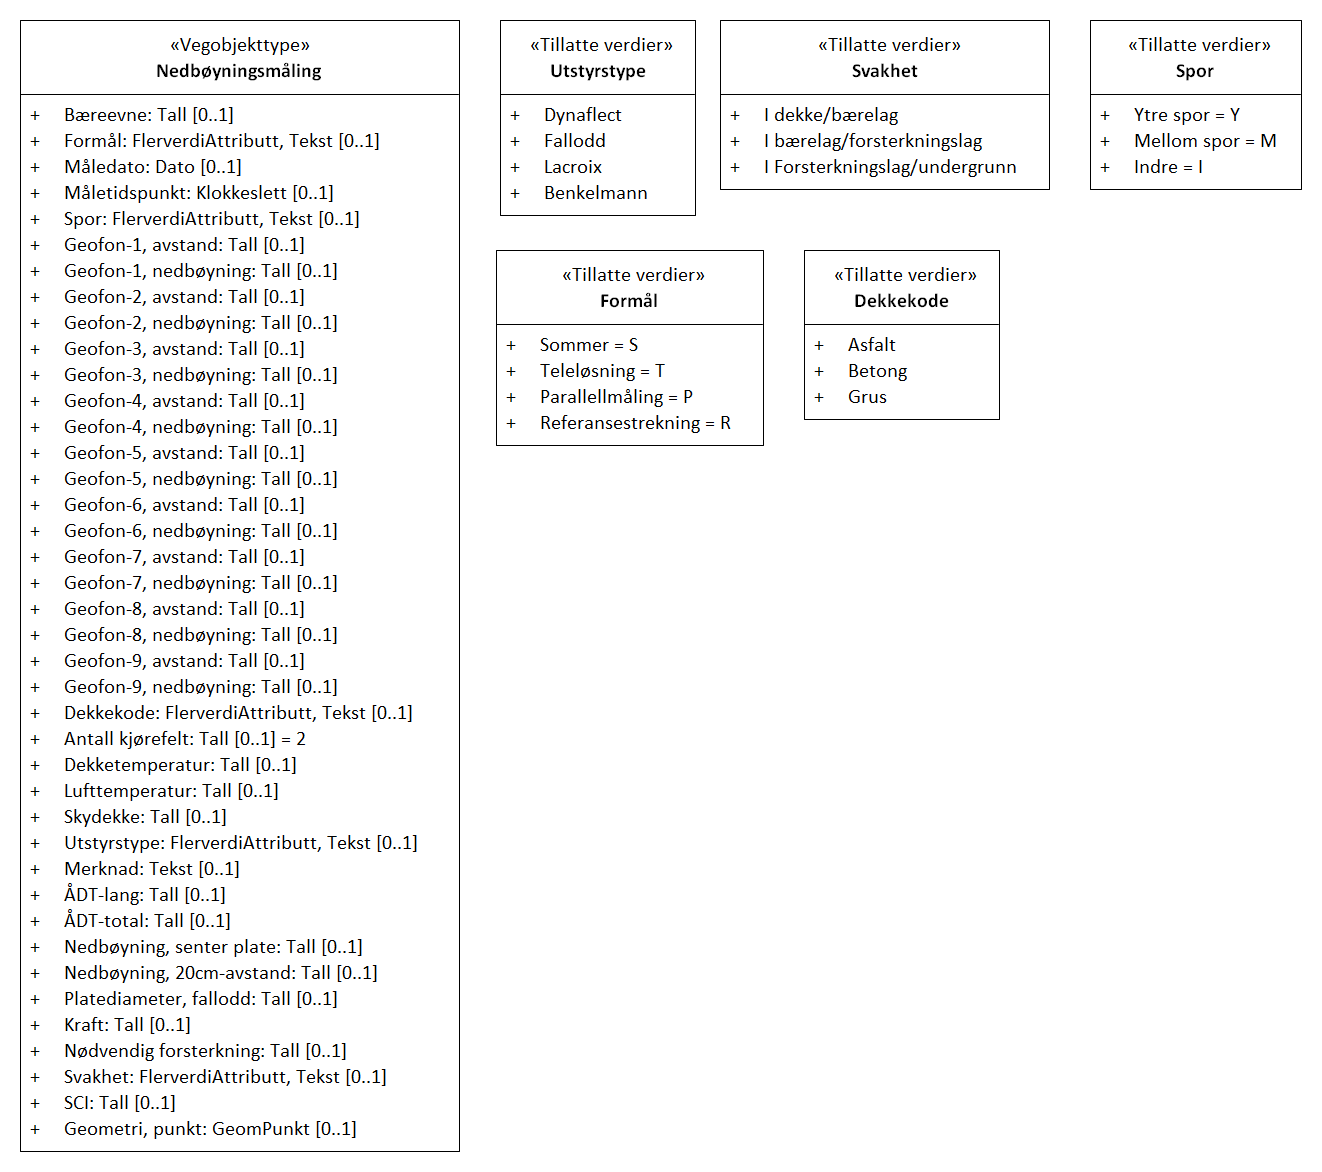 «Vegobjekttype»
Nedbøyningsmåling
+ Bæreevne: Tall [0..1]
+ Formål: FlerverdiAttributt, Tekst [0..1]
+ Måledato: Dato [0..1]
+ Måletidspunkt: Klokkeslett [0..1]
+ Spor: FlerverdiAttributt, Tekst [0..1]
+ Geofon-1, avstand: Tall [0..1]
+ Geofon-1, nedbøyning: Tall [0..1]
+ Geofon-2, avstand: Tall [0..1]
+ Geofon-2, nedbøyning: Tall [0..1]
+ Geofon-3, avstand: Tall [0..1]
+ Geofon-3, nedbøyning: Tall [0..1]
+ Geofon-4, avstand: Tall [0..1]
+ Geofon-4, nedbøyning: Tall [0..1]
+ Geofon-5, avstand: Tall [0..1]
+ Geofon-5, nedbøyning: Tall [0..1]
+ Geofon-6, avstand: Tall [0..1]
+ Geofon-6, nedbøyning: Tall [0..1]
+ Geofon-7, avstand: Tall [0..1]
+ Geofon-7, nedbøyning: Tall [0..1]
+ Geofon-8, avstand: Tall [0..1]
+ Geofon-8, nedbøyning: Tall [0..1]
+ Geofon-9, avstand: Tall [0..1]
+ Geofon-9, nedbøyning: Tall [0..1]
+ Dekkekode: FlerverdiAttributt, Tekst [0..1]
+ Antall kjørefelt: Tall [0..1] = 2
+ Dekketemperatur: Tall [0..1]
+ Lufttemperatur: Tall [0..1]
+ Skydekke: Tall [0..1]
+ Utstyrstype: FlerverdiAttributt, Tekst [0..1]
+ Merknad: Tekst [0..1]
+ ÅDT-lang: Tall [0..1]
+ ÅDT-total: Tall [0..1]
+ Nedbøyning, senter plate: Tall [0..1]
+ Nedbøyning, 20cm-avstand: Tall [0..1]
+ Platediameter, fallodd: Tall [0..1]
+ Kraft: Tall [0..1]
+ Nødvendig forsterkning: Tall [0..1]
+ Svakhet: FlerverdiAttributt, Tekst [0..1]
+ SCI: Tall [0..1]
+ Geometri, punkt: GeomPunkt [0..1]
«Tillatte verdier»
Utstyrstype
+ Dynaflect
+ Fallodd
+ Lacroix
+ Benkelmann
«Tillatte verdier»
Svakhet
+ I dekke/bærelag
+ I bærelag/forsterkningslag
+ I Forsterkningslag/undergrunn
«Tillatte verdier»
Spor
+ Ytre spor = Y
+ Mellom spor = M
+ Indre = I
«Tillatte verdier»
Formål
+ Sommer = S
+ Teleløsning = T
+ Parallellmåling = P
+ Referansestrekning = R
«Tillatte verdier»
Dekkekode
+ Asfalt
+ Betong
+ Grus